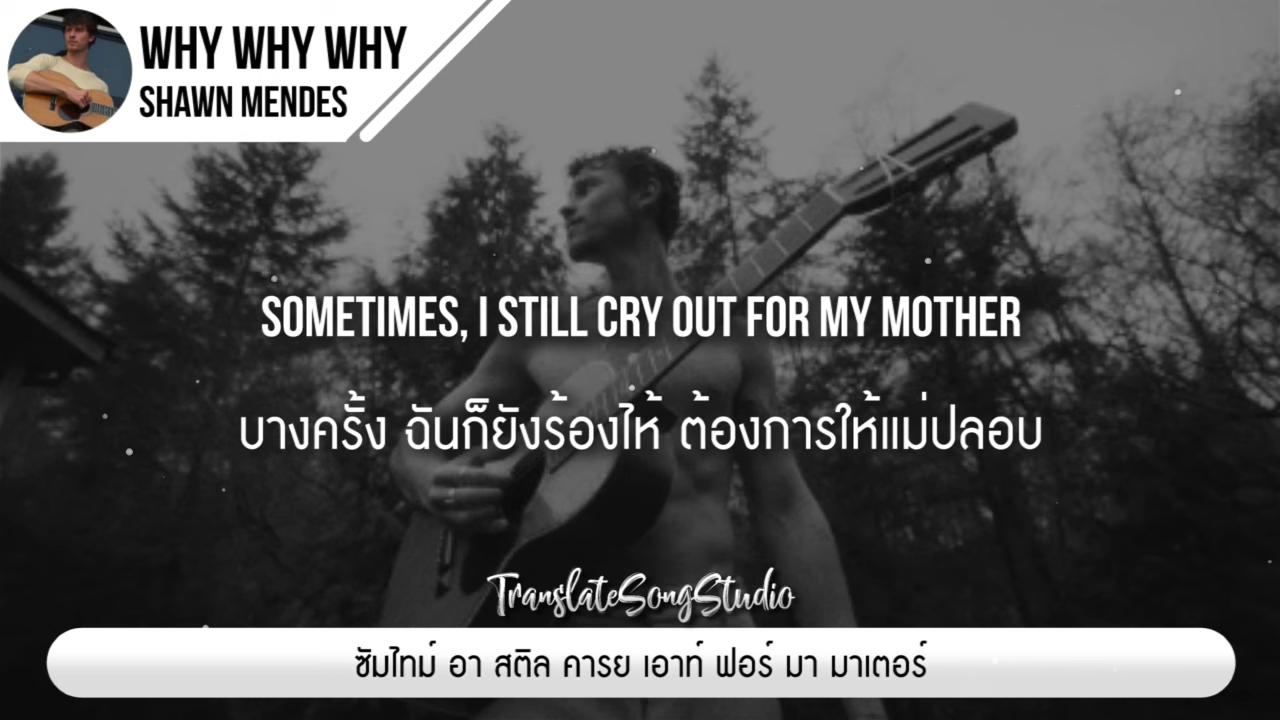 WHY WHY WHY
SHAWN MENDES
SOMETIMES, I STILL CRY OUT FOR MY MOTHER
บางครั้ง ฉันก็ยังร้องไห้ ต้องการให้แม่ปลอบ
TranslateSongStudio
ซัมไทม์ อา สติล คารย เอาท์ ฟอร์ มา มาเตอร์